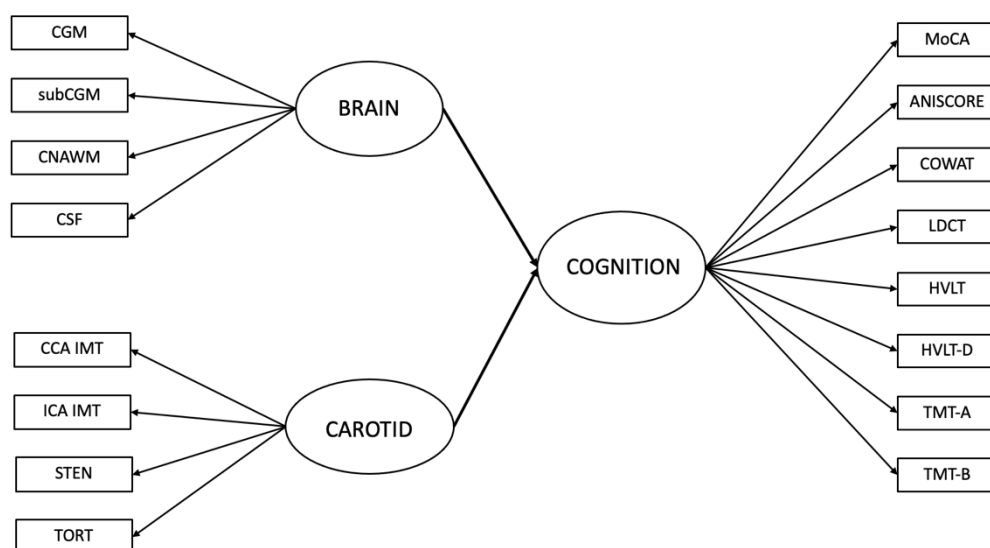 CGM
subCGM
CNAWM
CSF
BRAIN
CCA IMT
ICA IMT
STEN
TORT
CAROTID
COGNITION
MoCA
ANISCORE
COWAT
LDCT
HVLT
HVLT-D
TMT-A
TMT-B